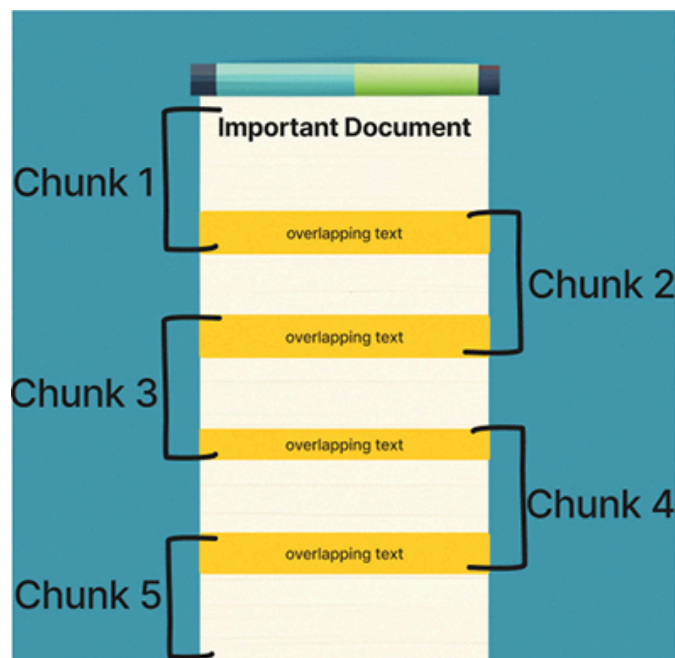 Important Document
Chunk 1
overlapping text
Chunk 2
overlapping text
Chunk 3
overlapping text
Chunk 4
overlapping text
Chunk 5